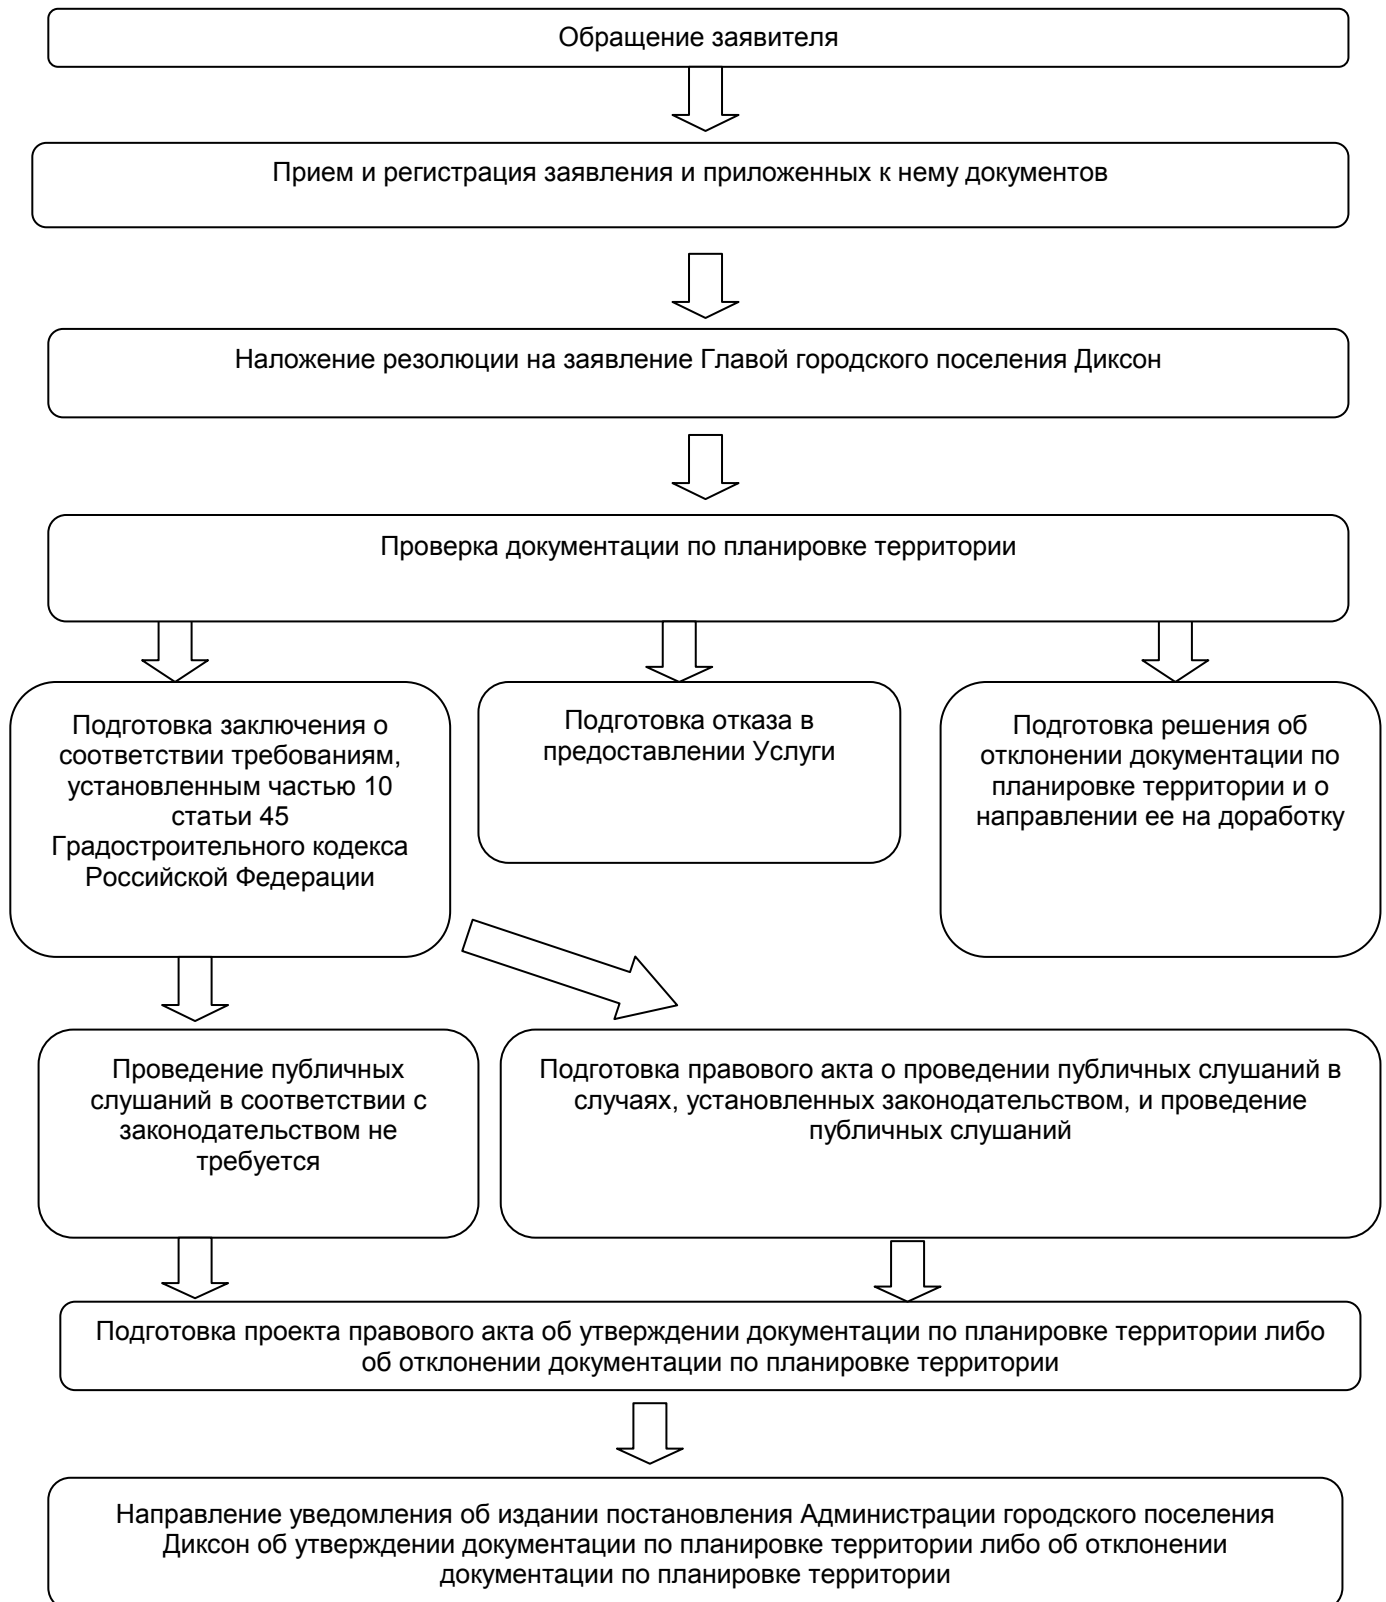 Обращение заявителя
Прием и регистрация заявления и приложенных к нему документов
Наложение резолюции на заявление Главой городского поселения Диксон
Проверка документации по планировке территории
Подготовка заключения о
соответствии требованиям,
установленным частью 10
статьи 45
Градостроительного кодекса
Российской Федерации
Подготовка отказа в
предоставлении Услуги
Подготовка решения об
отклонении документации по
планировке территории и о
направлении ее на доработку
Проведение публичных
слушаний в соответствии с
законодательством не
требуется
Подготовка правового акта о проведении публичных слушаний в
случаях, установленных законодательством, и проведение
публичных слушаний
Подготовка проекта правового акта об утверждении документации по планировке территории либо
об отклонении документации по планировке территории
Направление уведомления об издании постановления Администрации городского поселения
Диксон об утверждении документации по планировке территории либо об отклонении
документации по планировке территории